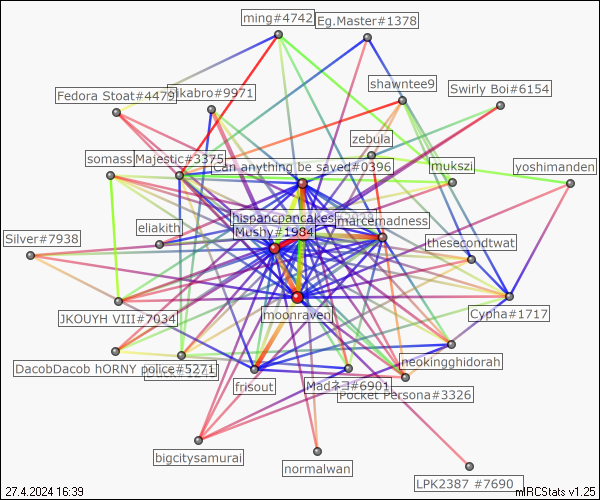 ming#4742
Eg.Master#1378
shawntee9
Swirly Boi#6154
Fedora Stoat#4479
ikabro#9971
zebula
somass
Majestic#3375
Can anything be saved#0396
mukszi
yoshimanden
hispancpancakes
marcemadness
eliakith
Mushy#1984
Silver#7938
thesecondtwat
JKOUYH VIII#7034
moonraven
Cypha#1717
DacobDacob hORNY police#5271
neokingghidorah
frisout
Madネコ#6901
Pocket Persona#3326
bigcitysamurai
normalwan
LPK2387 #7690
27.4.2024 16:39
mIRCStats v1.25